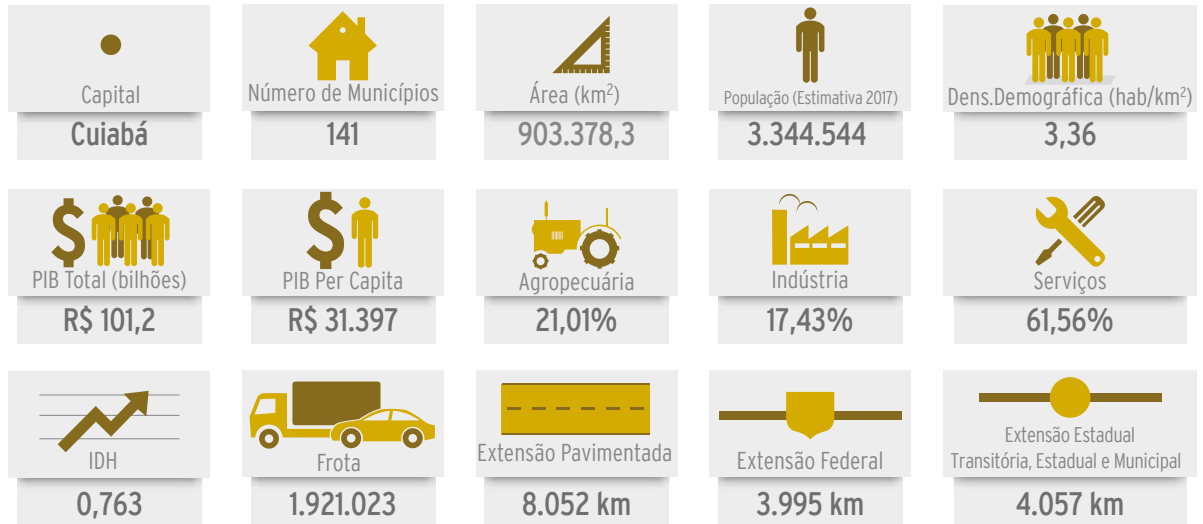 Capital
Cuiabá
Número de Municípios
141
Área (km²)
903.378,3
População (Estimativa 2017)
3.344.544
Dens.Demográfica (hab/km²)
3,36
$
PIB Total (bilhões)
R$ 101,2
$
PIB Per Capita
R$ 31.397
Agropecuária
21,01%
Indústria
17,43%
Serviços
61,56%
IDH
0,763
Frota
1.921.023
Extensão Pavimentada
8.052 km
Extensão Federal
3.995 km
Extensão Estadual
Transitória, Estadual e Municipal
4.057 km